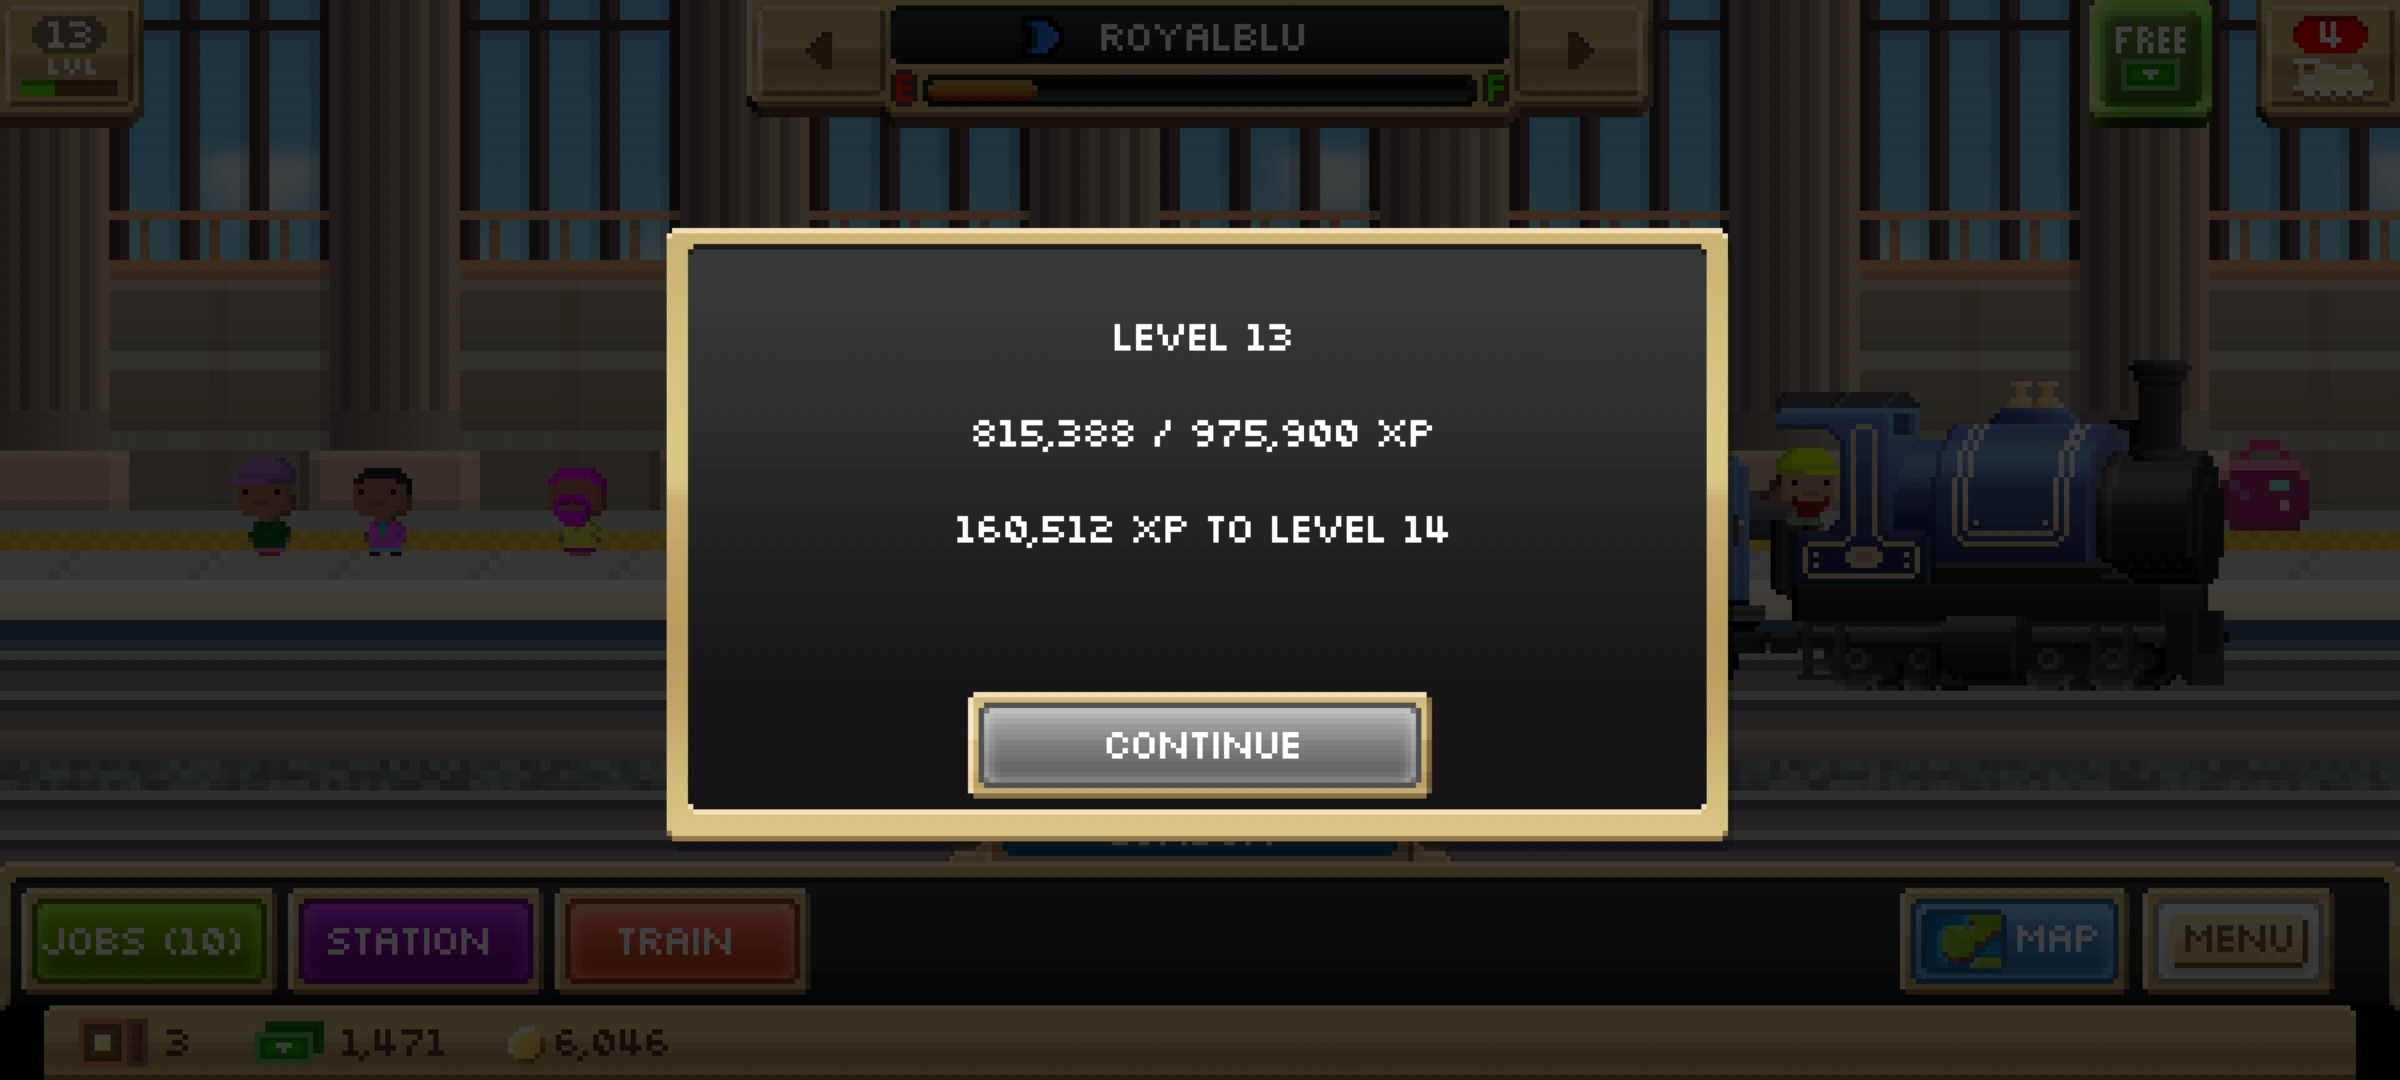 13
LVL
ROYALBLU
E
F
FREE
4
LEVEL 13
815,388 / 975,900 XP
160,512 XP TO LEVEL 14
CONTINUE
JOBS (10)
STATION
TRAIN
MAP
MENU
3
1,471
6,046